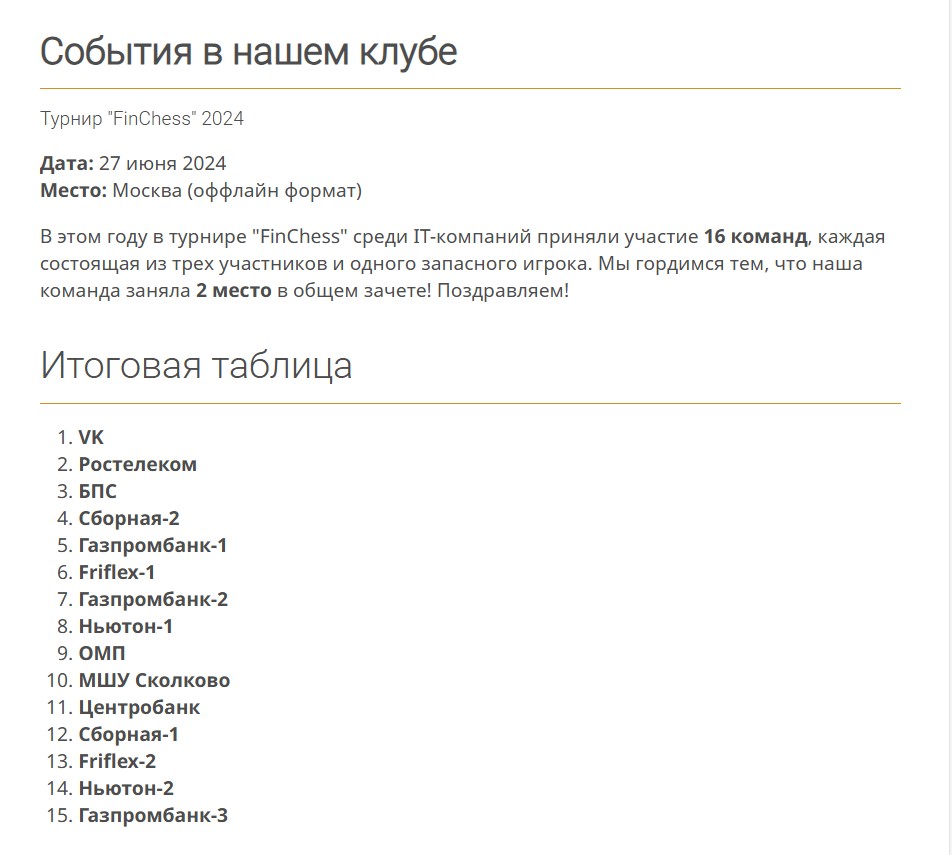 События в нашем клубе
Турнир "FinChess" 2024
Дата: 27 июня 2024
Место: Москва (оффлайн формат)
В этом году в турнире "FinChess" среди IT-компаний приняли участие 16 команд, каждая
состоящая из трех участников и одного запасного игрока. Мы гордимся тем, что наша
команда заняла 2 место в общем зачете! Поздравляем!
Итоговая таблица
1. VK
2. Ростелеком
3. БПС
4. Сборная-2
5. Газпромбанк-1
6. Friflex-1
7. Газпромбанк-2
8. Ньютон-1
9. ОМП
10. МШУ Сколково
11. Центробанк
12. Сборная-1
13. Friflex-2
14. Ньютон-2
15. Газпромбанк-3